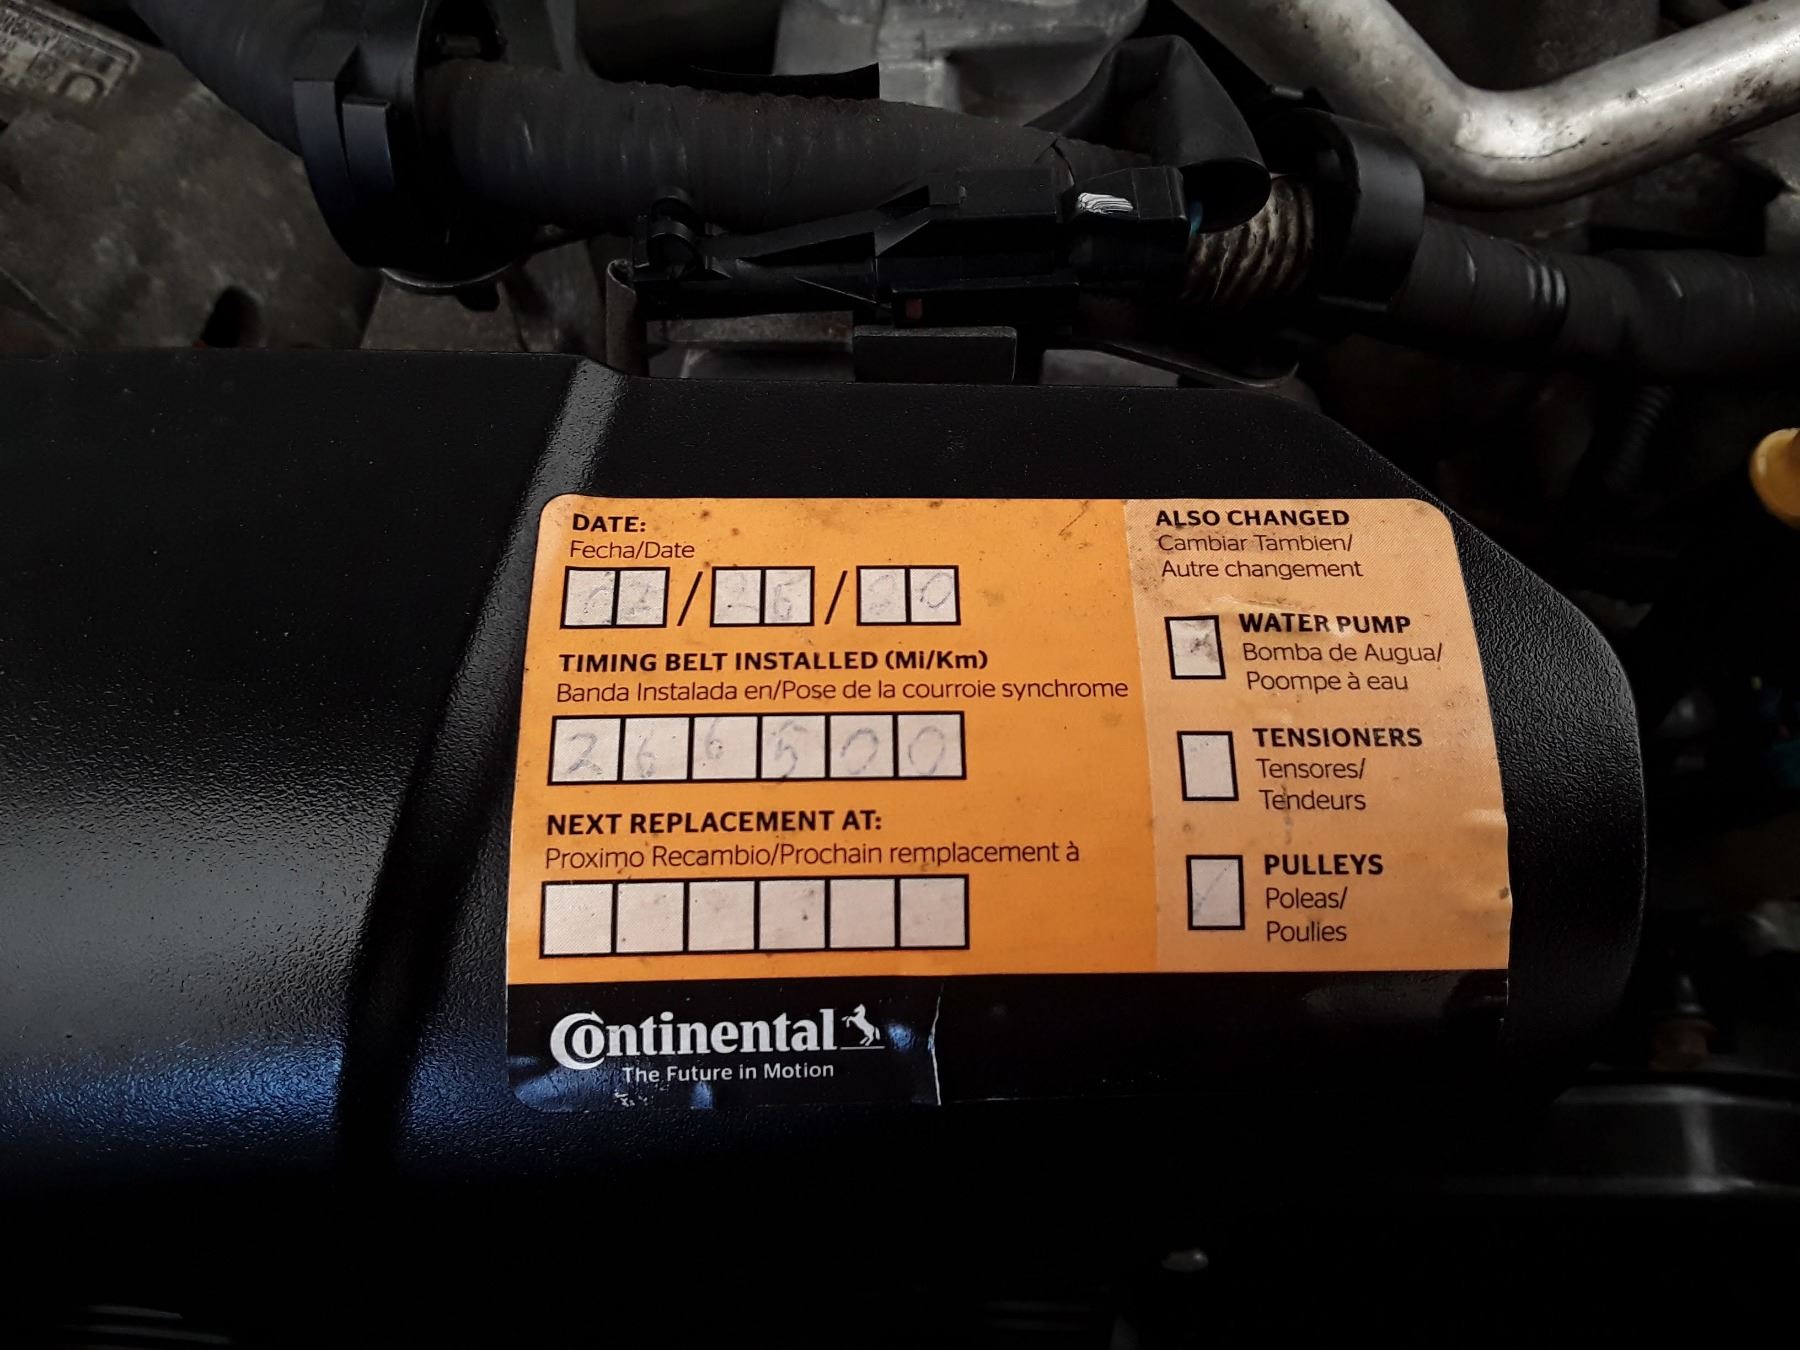 DATE:
Fecha/Date
TIMING BELT INSTALLED (Mi/Km)
Banda Instalada en/Pose de la courroie synchrome
266500
NEXT REPLACEMENT AT:
Proximo Recambio/Prochain remplacement à
ALSO CHANGED
Cambiar Tambien/
Autre changement
WATER PUMP
Bomba de Augua/
Poompe à eau
TENSIONERS
Tensores/
Tendeurs
PULLEYS
Poleas/
Poulies
Continental
The Future in Motion